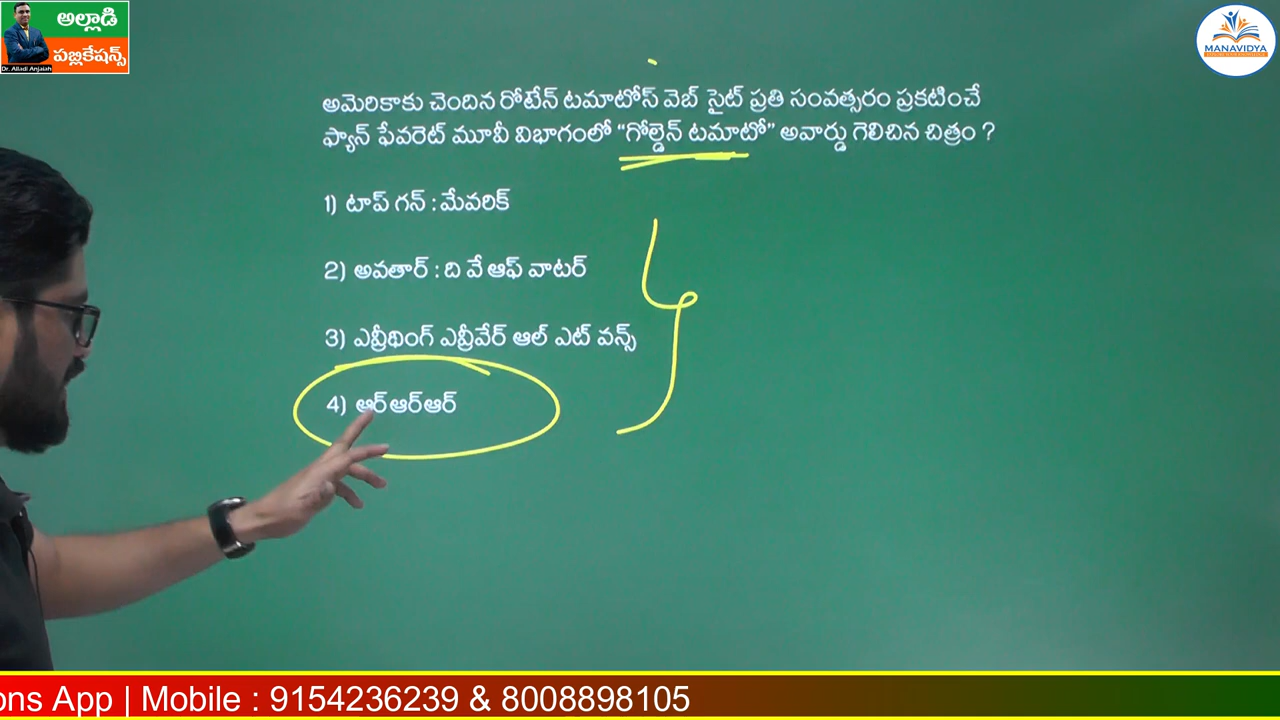 అల్లాడి
పబ్లికేషన్స్
Dr. Alladi Anjaiah
MANAVIDYA
అమెరికాకు చెందిన రోటేన్ టమాటోస్ వెబ్ సైట్ ప్రతి సంవత్సరం ప్రకటించే
ఫ్యాన్ ఫేవరెట్ మూవీ విభాగంలో “గోల్డెన్ టమాటో” అవార్డు గెలిచిన చిత్రం ?
1) టాప్ గన్ : మేవరిక్
2) అవతార్ : ది వే ఆఫ్ వాటర్
3) ఎవ్రీథింగ్ ఎవ్రీవేర్ ఆల్ ఎట్ వన్స్
4) ఆర్ఆర్ఆర్
ons App | Mobile : 9154236239 & 8008898105